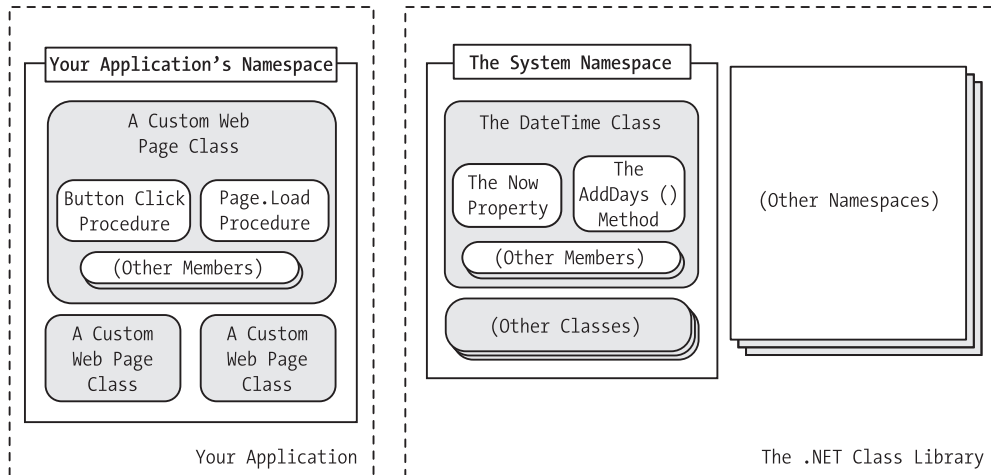 Your Application’s Namespace
A Custom Web
Page Class
Button Click
Procedure
Page.Load
Procedure
(Other Members)
A Custom
Web Page
Class
A Custom
Web Page
Class
Your Application
The System Namespace
The DateTime Class
The Now
Property
The
AddDays ()
Method
(Other Members)
(Other Classes)
(Other Namespaces)
The .NET Class Library